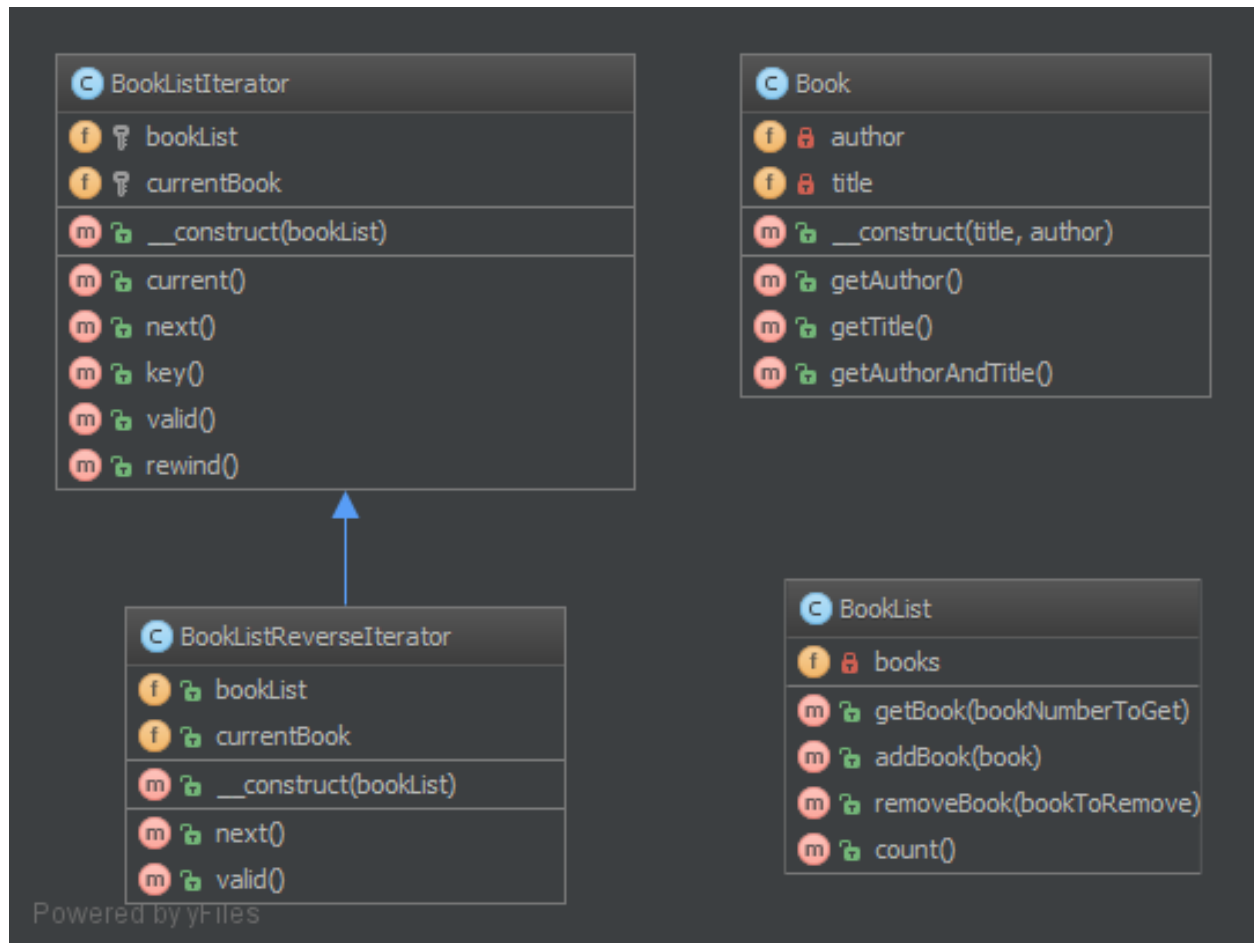 BookListIterator
bookList
currentBook
__construct(bookList)
current()
next()
key()
valid()
rewind()
Book
author
title
__construct(title, author)
getAuthor()
getTitle()
getAuthorAndTitle()
BookListReverseIterator
bookList
currentBook
__construct(bookList)
next()
valid()
BookList
books
getBook(bookNumberToGet)
addBook(book)
removeBook(bookToRemove)
count()
Powered by yFiles